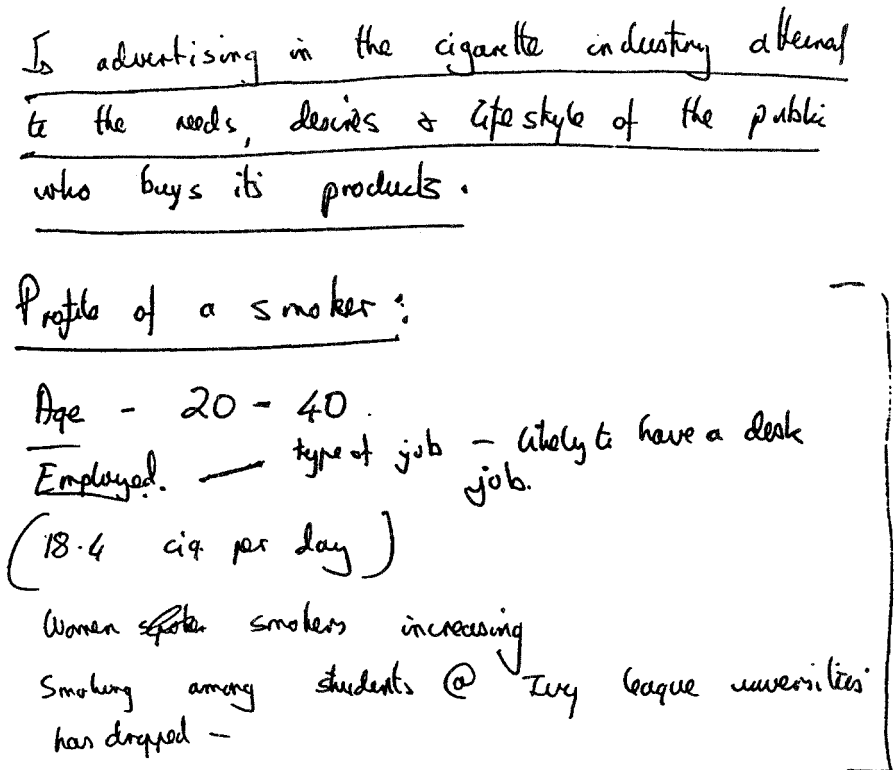 Is advertising in the cigarette industry
to the needs, desires & lifestyle of the public
who buys its products.
Profile of a smoker:
Age - 20 - 40.
Employed. — type of job - likely to have a desk
job.
(18.4 cig. per day)
Women smokers increasing
Smoking among students @ Ivy league universities
has dropped -